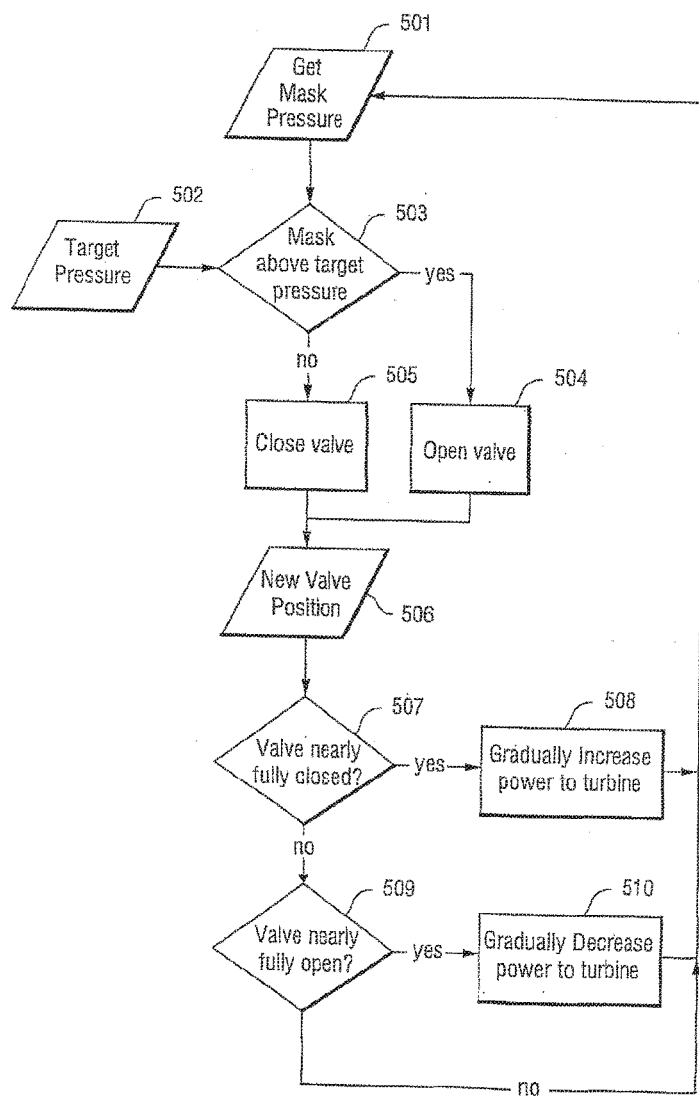 501
Get
Mask
Pressure
502
Target
Pressure
503
Mask
above target
pressure
yes
no
505
Close valve
504
Open valve
New Valve
Position
506
507
Valve nearly
fully closed?
yes
508
Gradually Increase
power to turbine
no
509
Valve nearly
fully open?
yes
510
Gradually Decrease
power to turbine
no